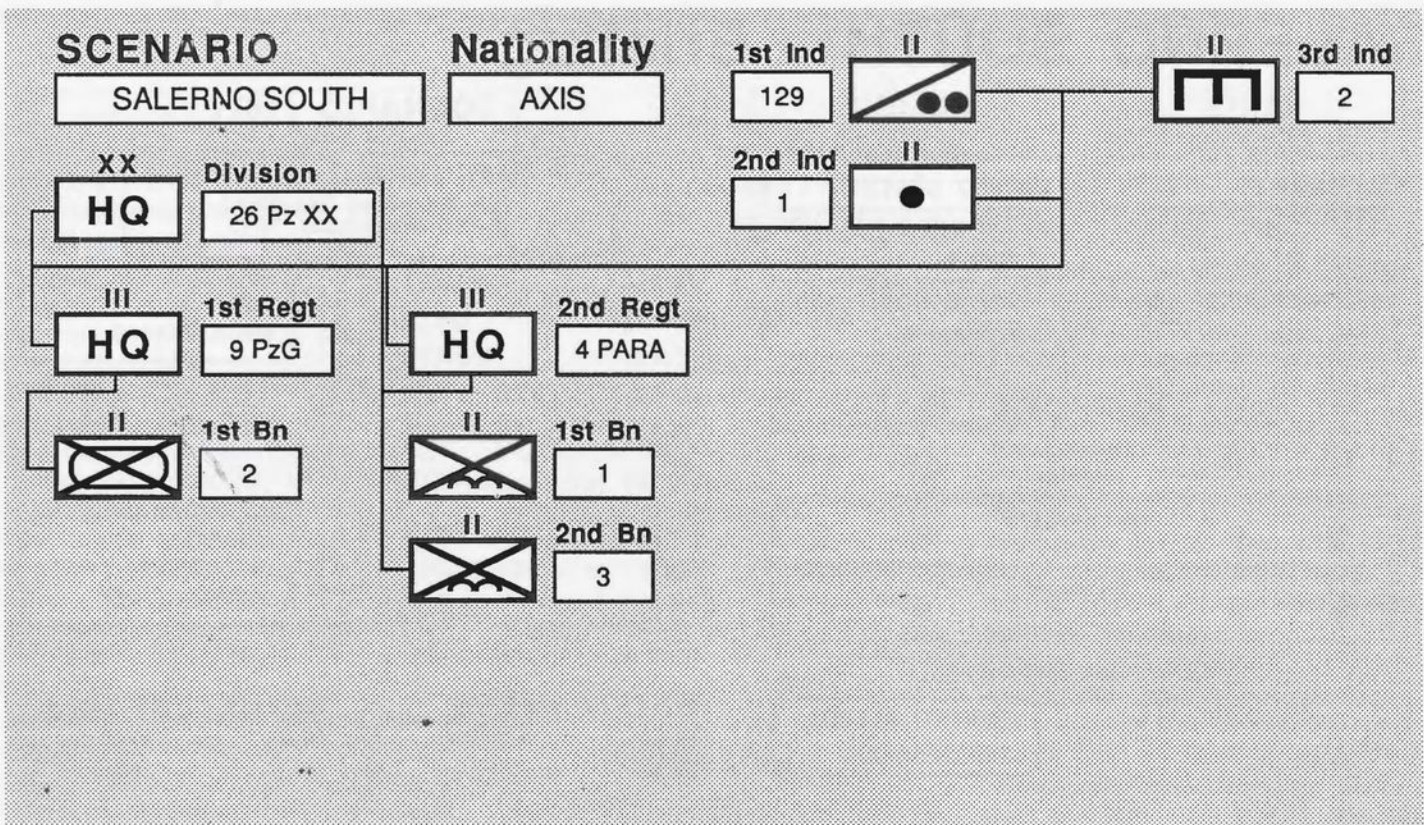 SCENARIO
Nationality
SALERNO SOUTH
AXIS
1st Ind
II
129
II
3rd Ind
2
2nd Ind
II
1
XX
HQ
Division
26 Pz XX
III
HQ
1st Regt
9 PzG
III
HQ
2nd Regt
4 PARA
II
1st Bn
2
II
1st Bn
1
II
2nd Bn
3